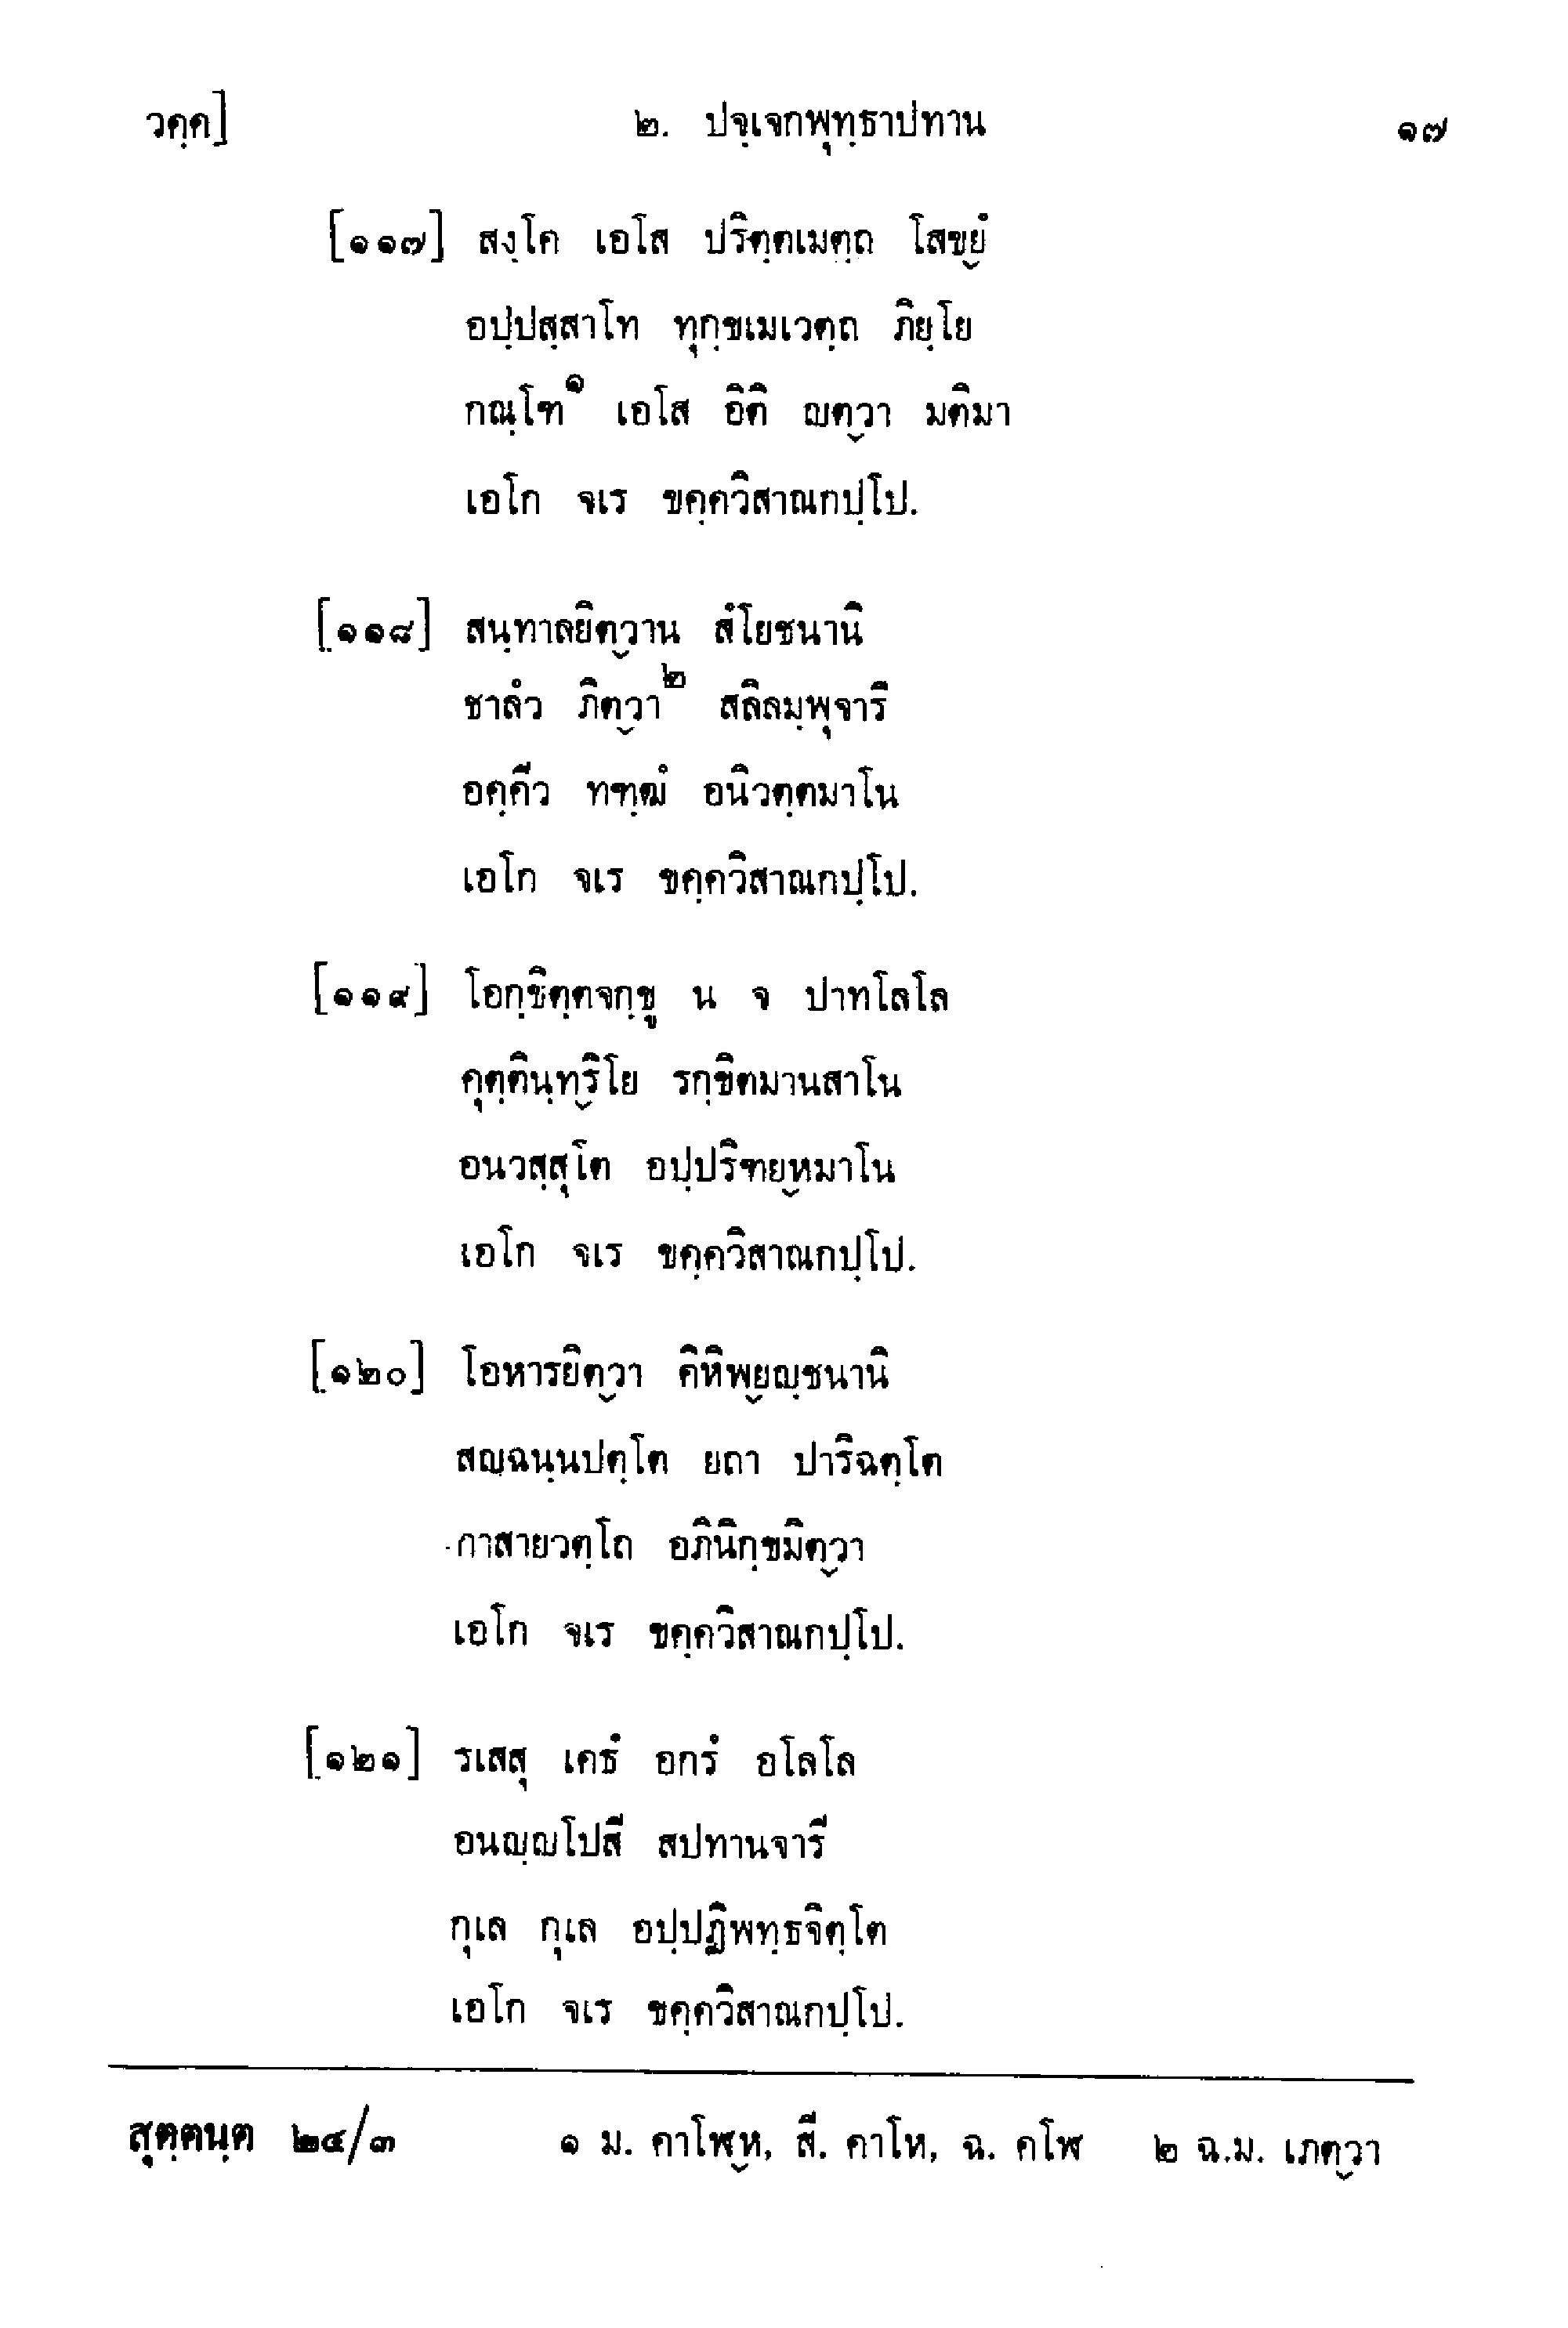 วคฺค] ๒. ปจฺเจกพุทฺธาปทาน ๑๗
[๑๑๗] สงฺโค เอโส ปริตฺตเมตฺถ โสขฺยํ
อปฺปสฺสาโท ทุกฺขเมเวตฺถ ภิยฺโย
กณฺโฑ๑ เอโส อิติ ญตฺวา มติมา
เอโก จเร ขคฺควิสาณกปฺโป.
[๑๑๘] สนฺทาลยิตฺวาน สํโยชนานิ
ชาลํว ภิตฺวา๒ สลิลมฺพุจารี
อคฺคีว ทฑฺฒํ อนิวตฺตมาโน
เอโก จเร ขคฺควิสาณกปฺโป.
[๑๑๙] โอกฺขิตฺตจกฺขู น จ ปาทโลโล
คุตฺตินฺทฺริโย รกฺขิตมานสาโน
อนวสฺสุโต อปฺปริฑยฺหมาโน
เอโก จเร ขคฺควิสาณกปฺโป.
[๑๒๐] โอหารยิตฺวา คิหิพฺยญฺชนานิ
สญฺฉนฺนปตฺโต ยถา ปาริฉตฺโต
กาสายวตฺโถ อภินิกฺขมิตฺวา
เอโก จเร ขคฺควิสาณกปฺโป.
[๑๒๑] รเสสุ เคธํ อกรํ อโลโล
อนญฺญโปสี สปทานจารี
กุเล กุเล อปฺปฏิพทฺธจิตฺโต
เอโก จเร ขคฺควิสาณกปฺโป.
สุตฺตนฺต ๒๕/๓ ๑ ม. คาโฬฺห, สี. คาโห, ฉ. คโฬ ๒ ฉ.ม. เภตฺวา